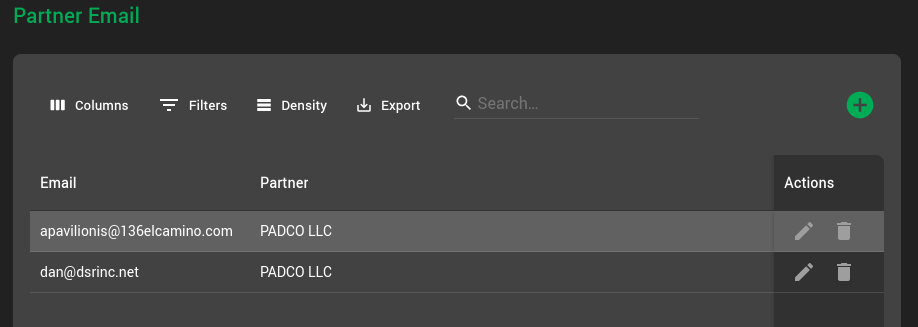 Partner Email
Columns Filters Density Export Search...
Email Partner Actions
apavilionis@136elcamino.com PADCO LLC
dan@dsrinc.net PADCO LLC